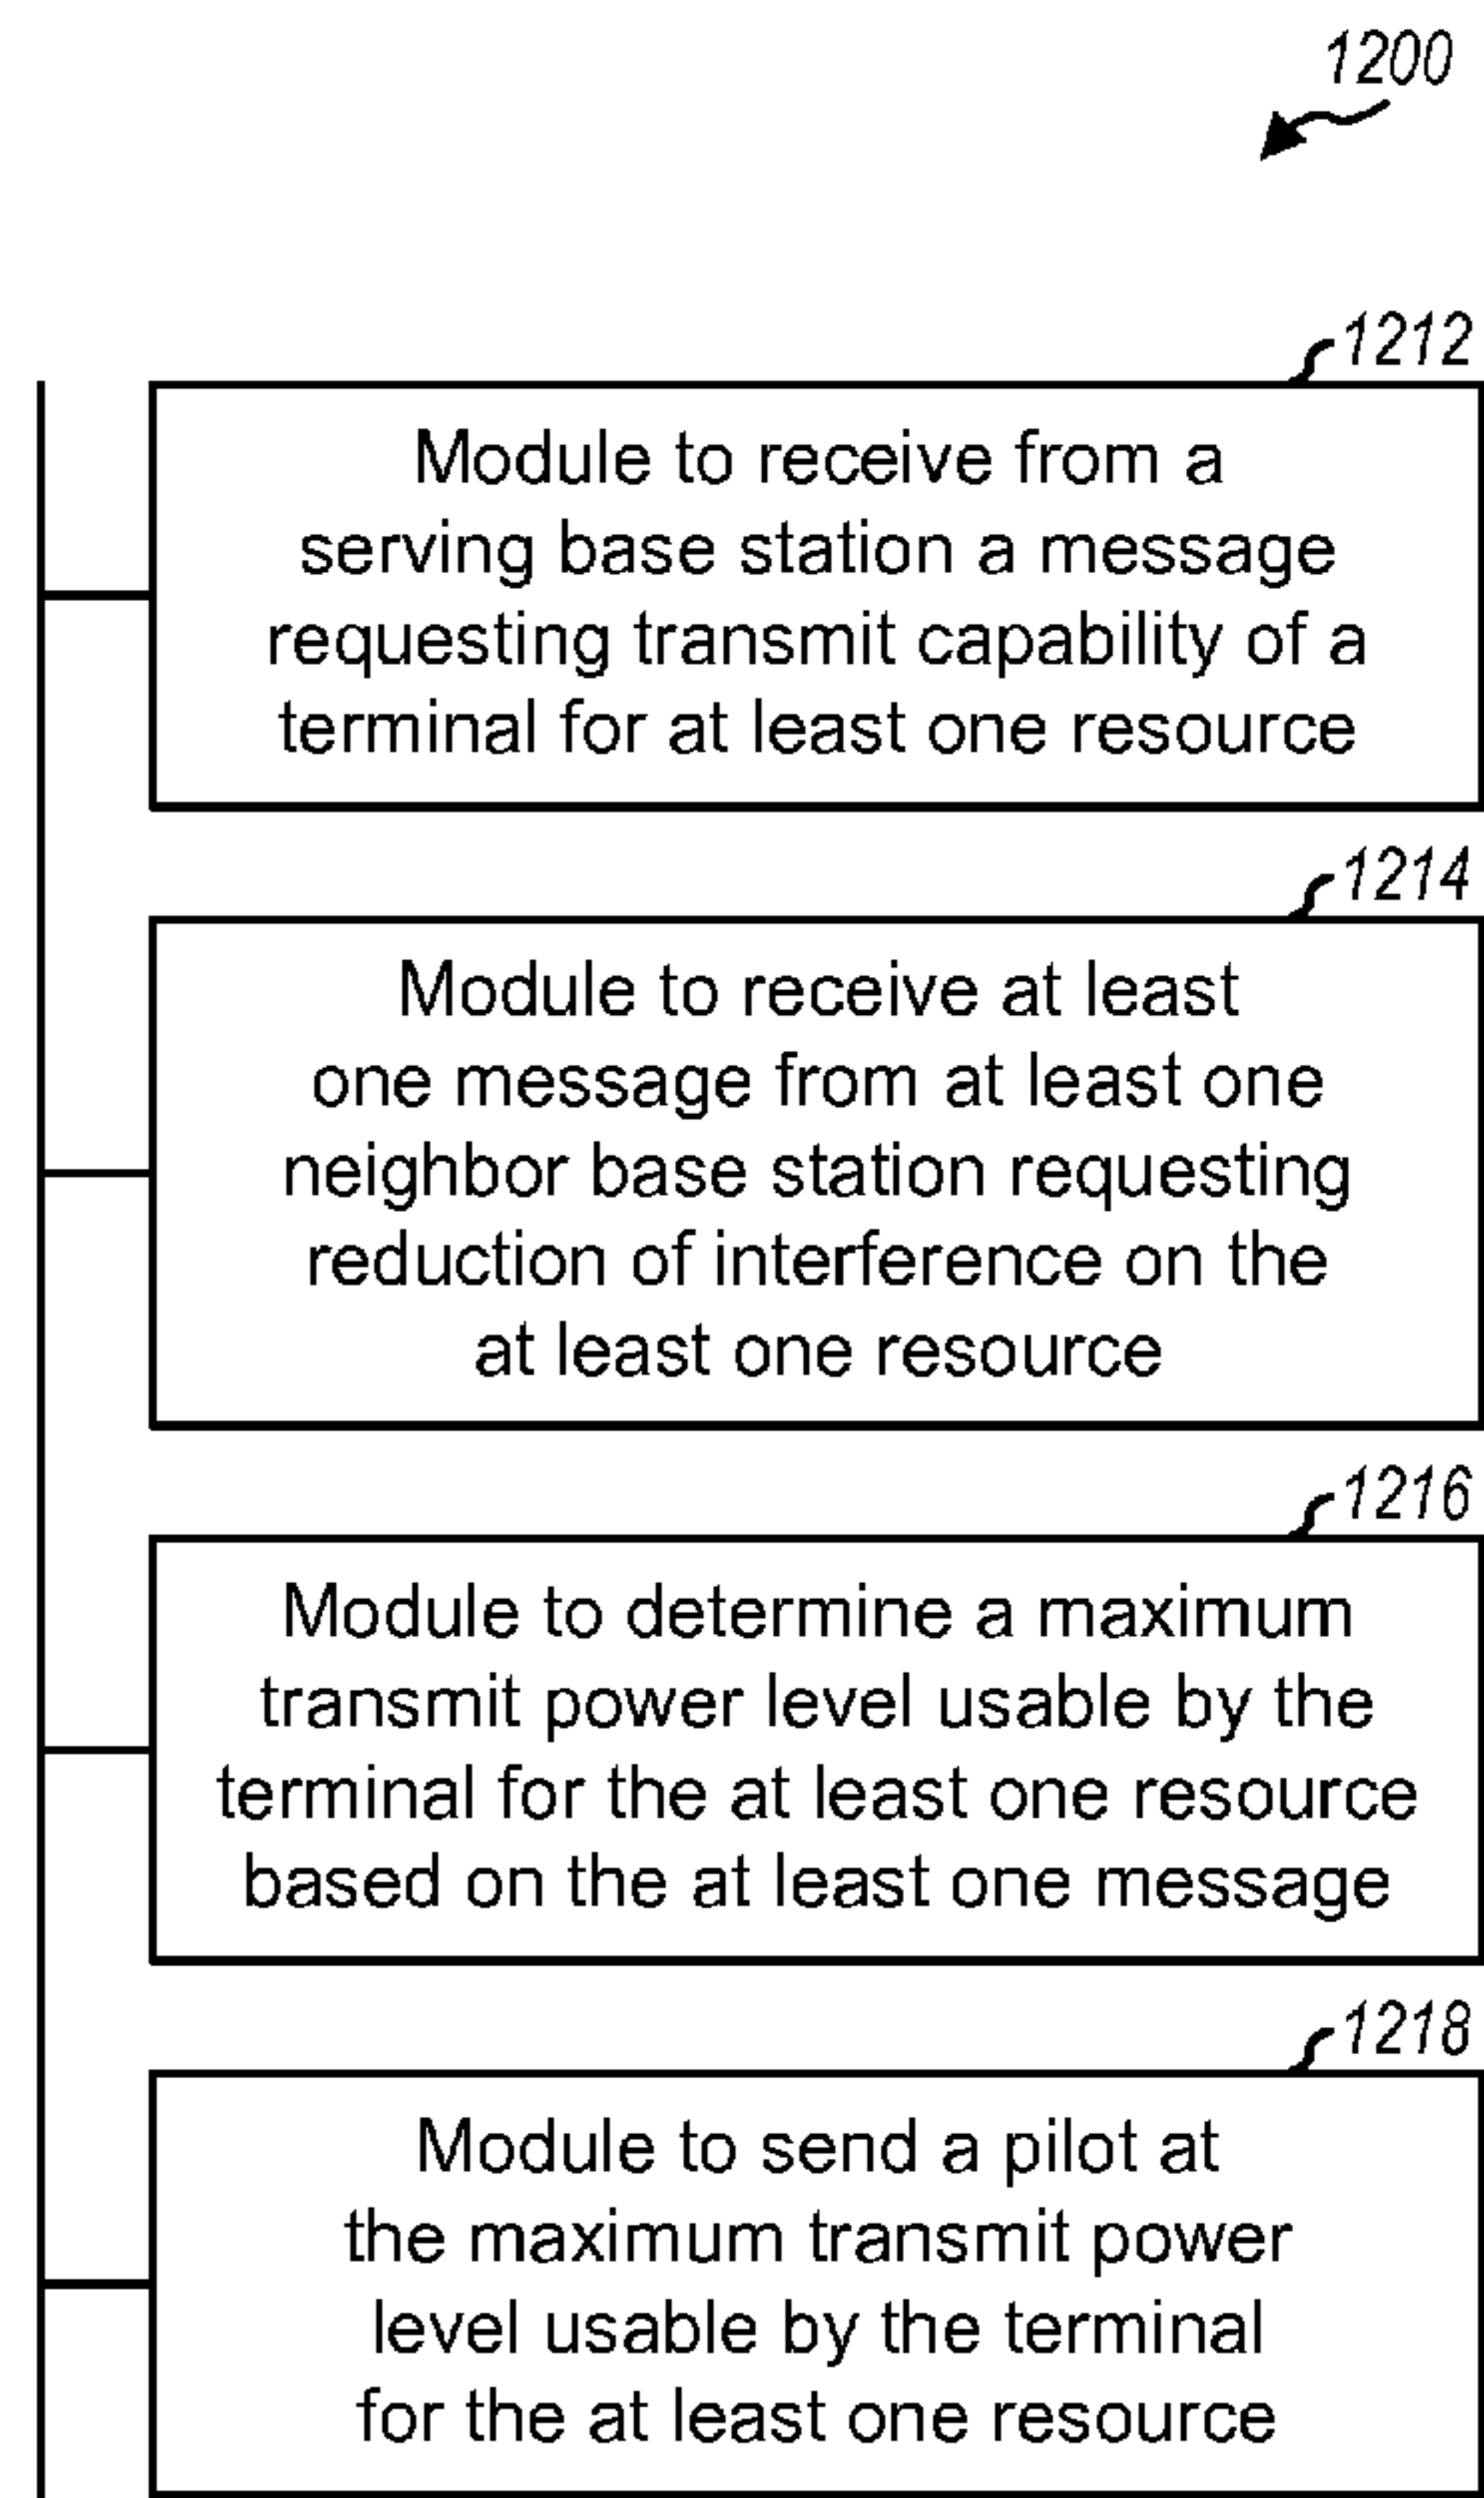 1200
1212
Module to receive from a
serving base station a message
requesting transmit capability of a
terminal for at least one resource
1214
Module to receive at least
one message from at least one
neighbor base station requesting
reduction of interference on the
at least one resource
1216
Module to determine a maximum
transmit power level usable by the
terminal for the at least one resource
based on the at least one message
1218
Module to send a pilot at
the maximum transmit power
level usable by the terminal
for the at least one resource